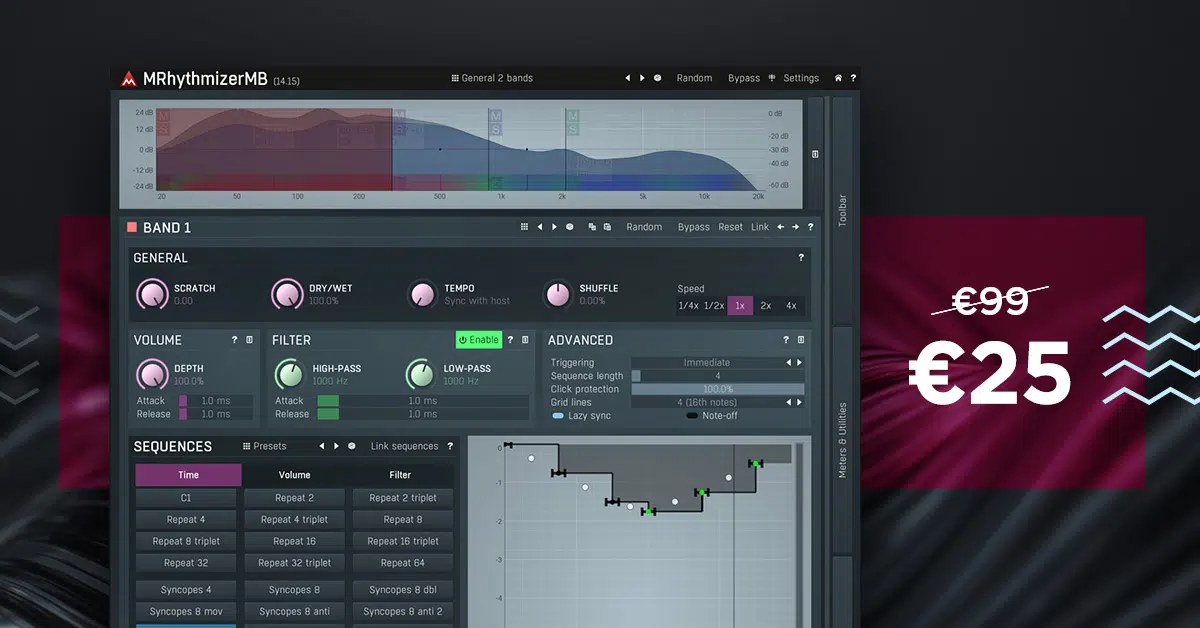 MRhythmizerMB (14.15) General 2 bands Random Bypass Settings ?
24 dB
12 dB
0 dB
-12 dB
-24 dB
M S M S M S M S
0 dB
-20 dB
-30 dB
-40 dB
-60 dB
20 50 100 200 500 1k 2k 5k 10k 20k
Toolbar
Meters & Utilities
BAND 1 Random Bypass Reset Link ?
GENERAL ?
SCRATCH
0.00
DRY/WET
100.0%
TEMPO
Sync with host
SHUFFLE
0.00%
Speed
1/4x 1/2x 1x 2x 4x
VOLUME ?
DEPTH
100.0%
Attack 1.0 ms
Release 1.0 ms
FILTER Enable ?
HIGH-PASS
1000 Hz
LOW-PASS
1000 Hz
Attack 1.0 ms
Release 1.0 ms
ADVANCED ?
Triggering Immediate
Sequence length 4
Click protection 100.0%
Grid lines 4 (16th notes)
Lazy sync Note-off
SEQUENCES Presets Link sequences ?
Time Volume Filter
C1 Repeat 2 Repeat 2 triplet
Repeat 4 Repeat 4 triplet Repeat 8
Repeat 8 triplet Repeat 16 Repeat 16 triplet
Repeat 32 Repeat 32 triplet Repeat 64
Syncopes 4 Syncopes 8 Syncopes 8 dbl
Syncopes 8 mov Syncopes 8 anti Syncopes 8 anti 2
0
-1
-2
-3
-4
€99
€25